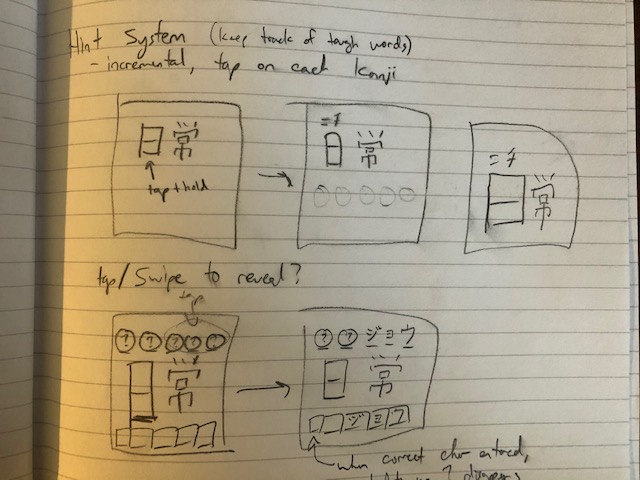 Hint System (keep track of tough words)
- incremental, tap on each Kanji
日常
tap + hold
ニチ
日常
ニチ
日常
tap/Swipe to reveal?
tap
? ? ? ? ?
日常
? ? ジョウ
日常
ジョウ
when correct char entered,
? disappears